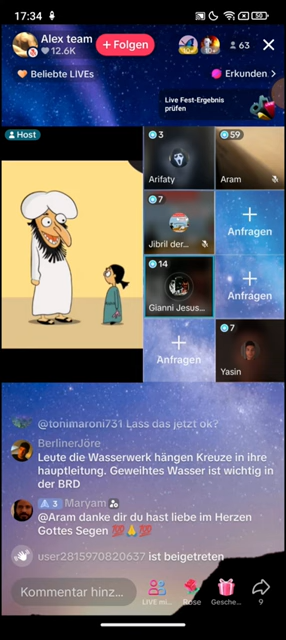 17:34
50
Alex team
12.6K
+ Folgen
63
Beliebte LIVEs
Erkunden >
Live Fest-Ergebnis
prüfen
Host
3
Arifaty
59
Aram
7
Jibril der...
+
Anfragen
14
Gianni Jesus...
+
Anfragen
+
Anfragen
7
Yasin
@tonimaroni731 Lass das jetzt ok?
BerlinerJöre
Leute die Wasserwerk hängen Kreuze in ihre
hauptleitung. Geweihtes Wasser ist wichtig in
der BRD
3 Maryam
@Aram danke dir du hast liebe im Herzen
Gottes Segen 💯🙏💯
user2815970820637 ist beigetreten
Kommentar hinz...
LIVE mi...
Rose
Gesche...
9